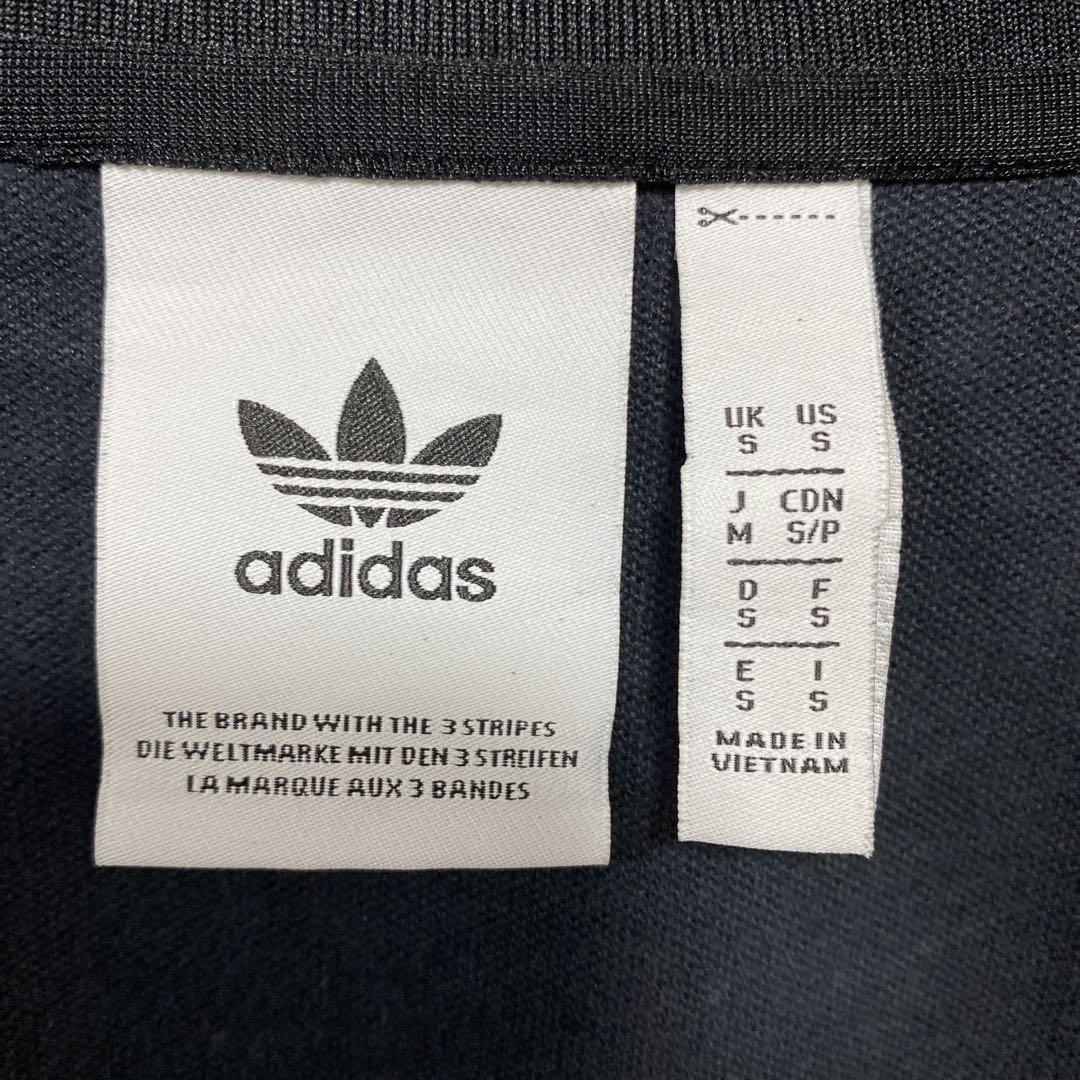 adidas
THE BRAND WITH THE 3 STRIPES
DIE WELTMARKE MIT DEN 3 STREIFEN
LA MARQUE AUX 3 BANDES
UK US
S S
J CDN
M S/P
D F
S S
E I
S S
MADE IN
VIETNAM